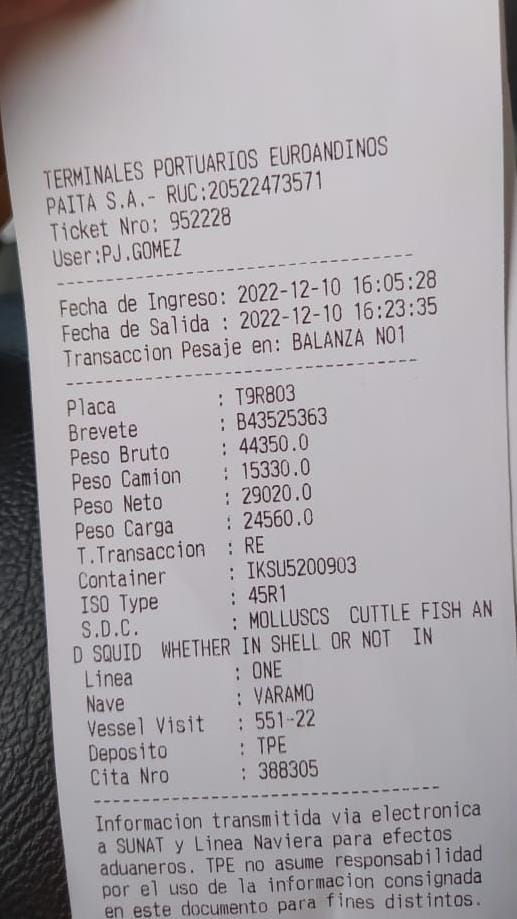 TERMINALES PORTUARIOS EUROANDINOS
PAITA S.A.- RUC:20522473571
Ticket Nro: 952228
User:PJ.GOMEZ
Fecha de Ingreso: 2022-12-10 16:05:28
Fecha de Salida : 2022-12-10 16:23:35
Transaccion Pesaje en: BALANZA NO1
Placa : T9R803
Brevete : B43525363
Peso Bruto : 44350.0
Peso Camion : 15330.0
Peso Neto : 29020.0
Peso Carga : 24560.0
T.Transaccion : RE
Container : IKSU5200903
ISO Type : 45R1
S.D.C. : MOLLUSCS CUTTLE FISH AN
D SQUID WHETHER IN SHELL OR NOT IN
Linea : ONE
Nave : VARAMO
Vessel Visit : 551-22
Deposito : TPE
Cita Nro : 388305
Informacion transmitida via electronica
a SUNAT y Linea Naviera para efectos
aduaneros. TPE no asume responsabilidad
por el uso de la informacion consignada
en este documento para fines distintos.